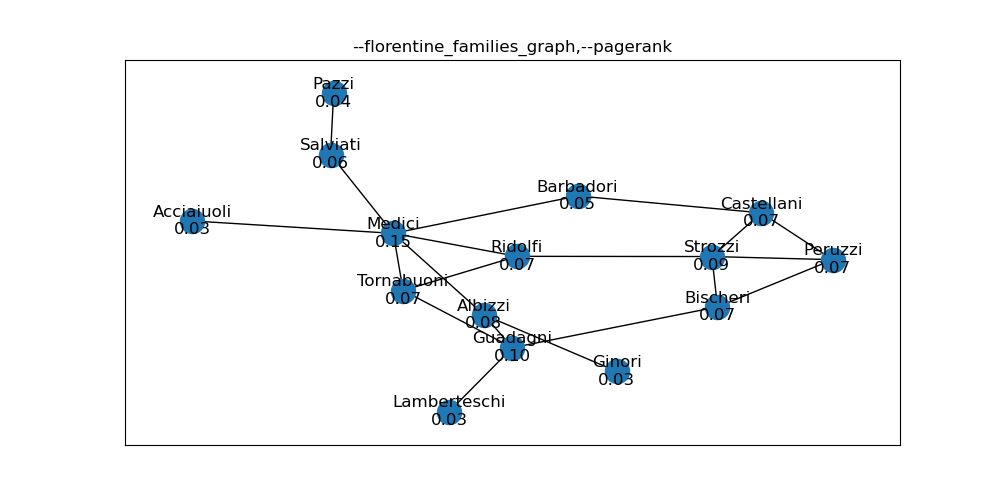 --florentine_families_graph,--pagerank
Pazzi
0.04
Salviati
0.06
Barbadori
0.05
Castellani
0.07
Acciaiuoli
0.03
Medici
0.15
Ridolfi
0.07
Strozzi
0.09
Peruzzi
0.07
Tornabuoni
0.07
Albizzi
0.08
Bischeri
0.07
Guadagni
0.10
Ginori
0.03
Lamberteschi
0.03